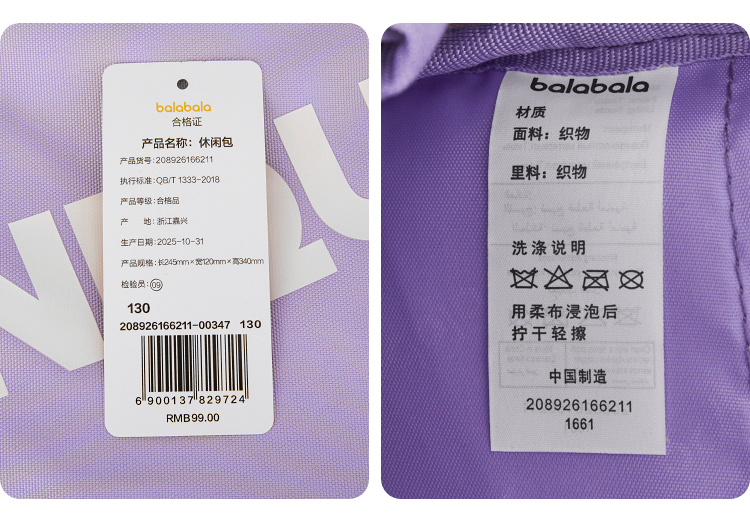 balabala
合格证
产品名称：休闲包
产品货号：208926166211
执行标准：QB/T 1333-2018
产品等级：合格品
产　地：浙江嘉兴
生产日期：2025-10-31
产品规格：长245mm×宽120mm×高340mm
检验员：09
130
208926166211-00347 130
6 900137 829724
RMB99.00
balabala
材质
面料：织物
里料：织物
洗涤说明
用柔布浸泡后
拧干轻擦
中国制造
208926166211
1661